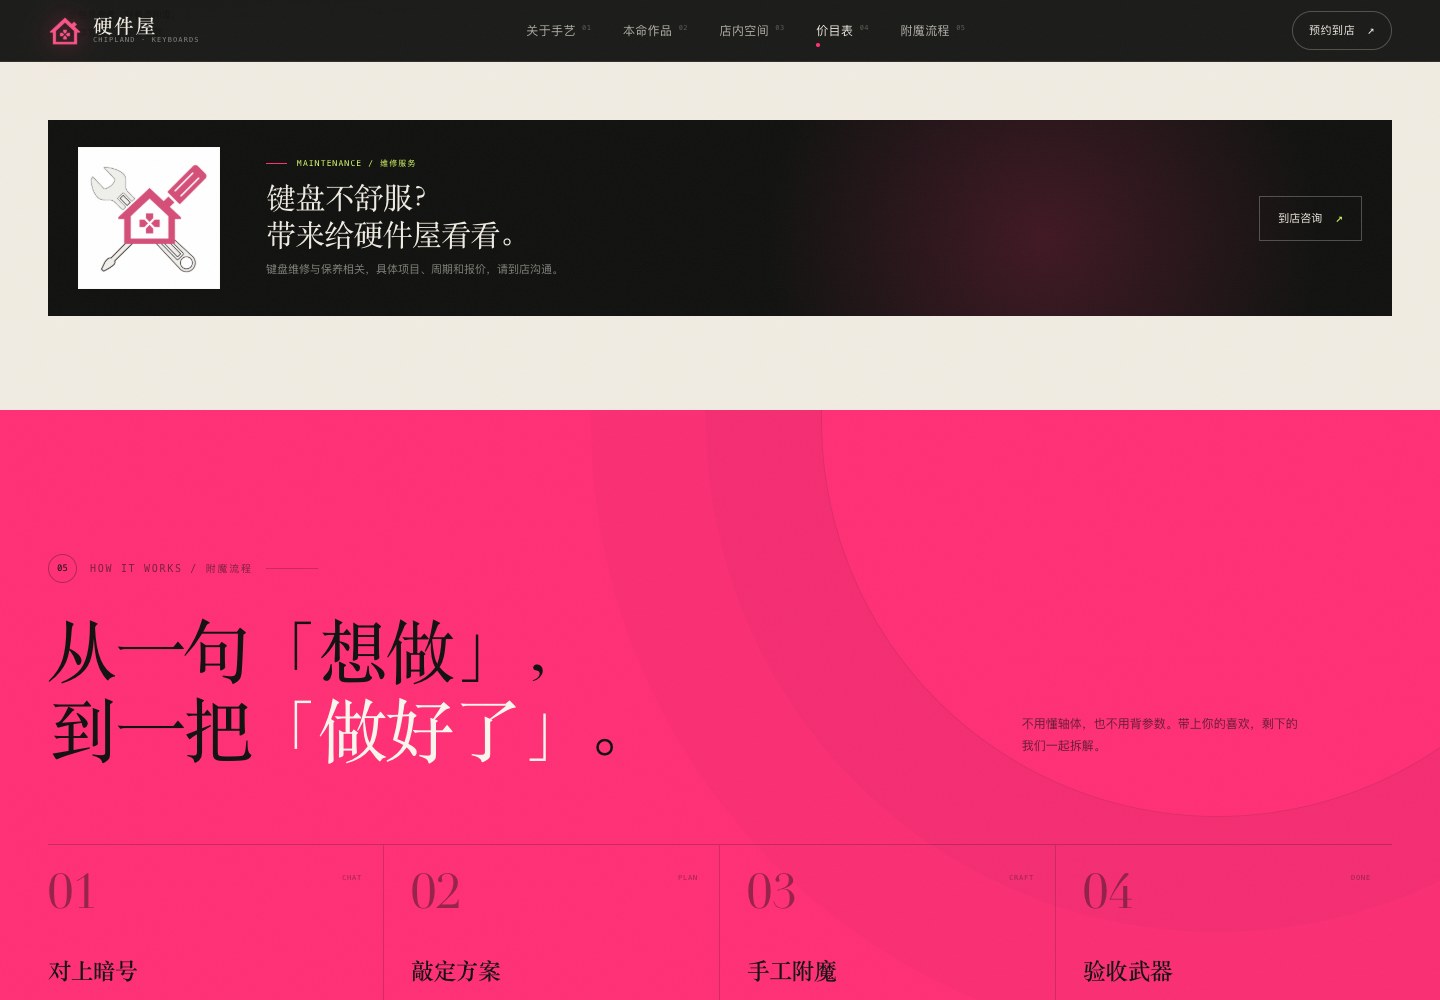 硬件屋
CHIPLAND · KEYBOARDS
关于手艺 01
本命作品 02
店内空间 03
价目表 04
附魔流程 05
预约到店 ↗
MAINTENANCE / 维修服务
键盘不舒服?
带来给硬件屋看看。
键盘维修与保养相关，具体项目、周期和报价，请到店沟通。
到店咨询 ↗
05 HOW IT WORKS / 附魔流程
从一句「想做」，
到一把「做好了」。
不用懂轴体，也不用背参数。带上你的喜欢，剩下的
我们一起拆解。
01 CHAT
对上暗号
02 PLAN
敲定方案
03 CRAFT
手工附魔
04 DONE
验收武器